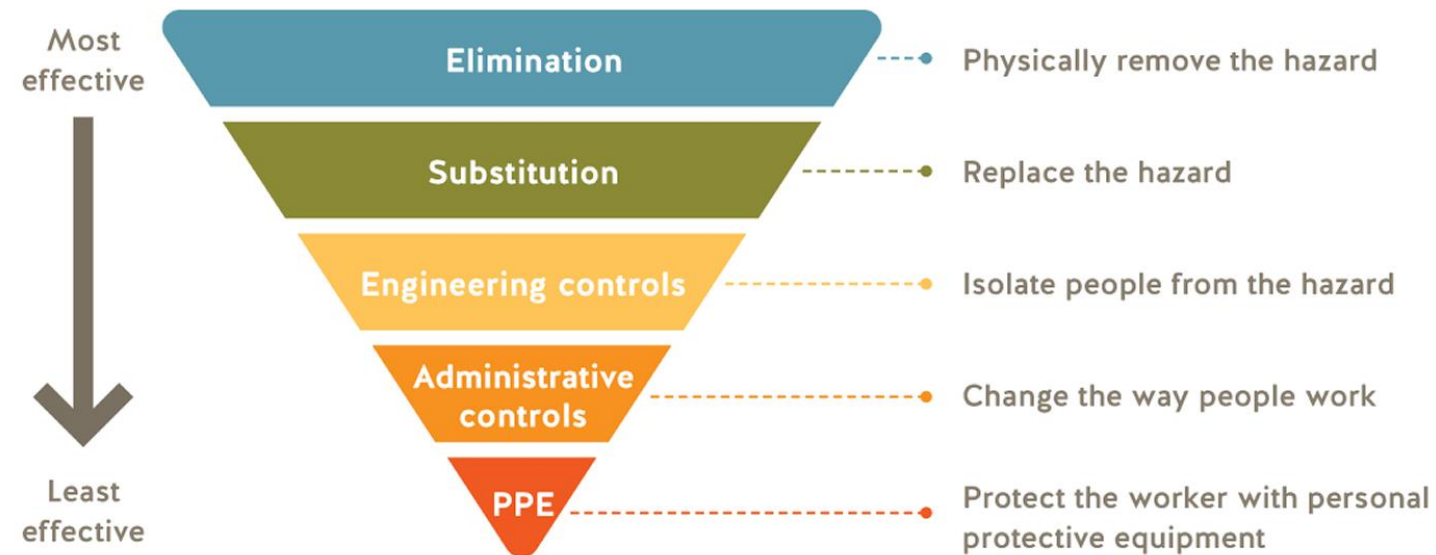 Most
effective
Elimination
Physically remove the hazard
Substitution
Replace the hazard
Engineering controls
Isolate people from the hazard
Administrative
controls
Change the way people work
Least
effective
PPE
Protect the worker with personal
protective equipment